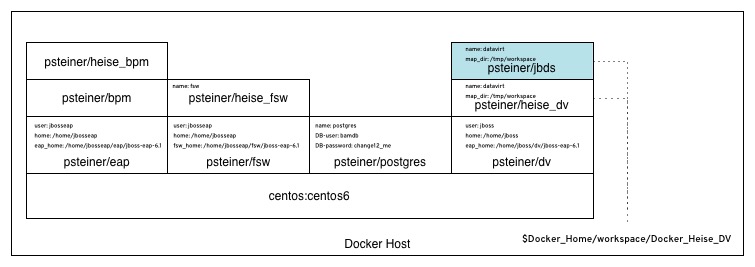 psteiner/heise_bpm
name: datavirt
map_dir: /tmp/workspace
psteiner/jbds
psteiner/bpm
name: fsw
psteiner/heise_fsw
name: datavirt
map_dir: /tmp/workspace
psteiner/heise_dv
user: jbosseap
home: /home/jbosseap
eap_home: /home/jbosseap/eap/jboss-eap-6.1
psteiner/eap
user: jbosseap
home: /home/jbosseap
fsw_home: /home/jbosseap/fsw/jboss-eap-6.1
psteiner/fsw
name: postgres
DB-user: bamdb
DB-password: change12_me
psteiner/postgres
user: jboss
home: /home/jboss
eap_home: /home/jboss/dv/jboss-eap-6.1
psteiner/dv
centos:centos6
$Docker_Home/workspace/Docker_Heise_DV
Docker Host